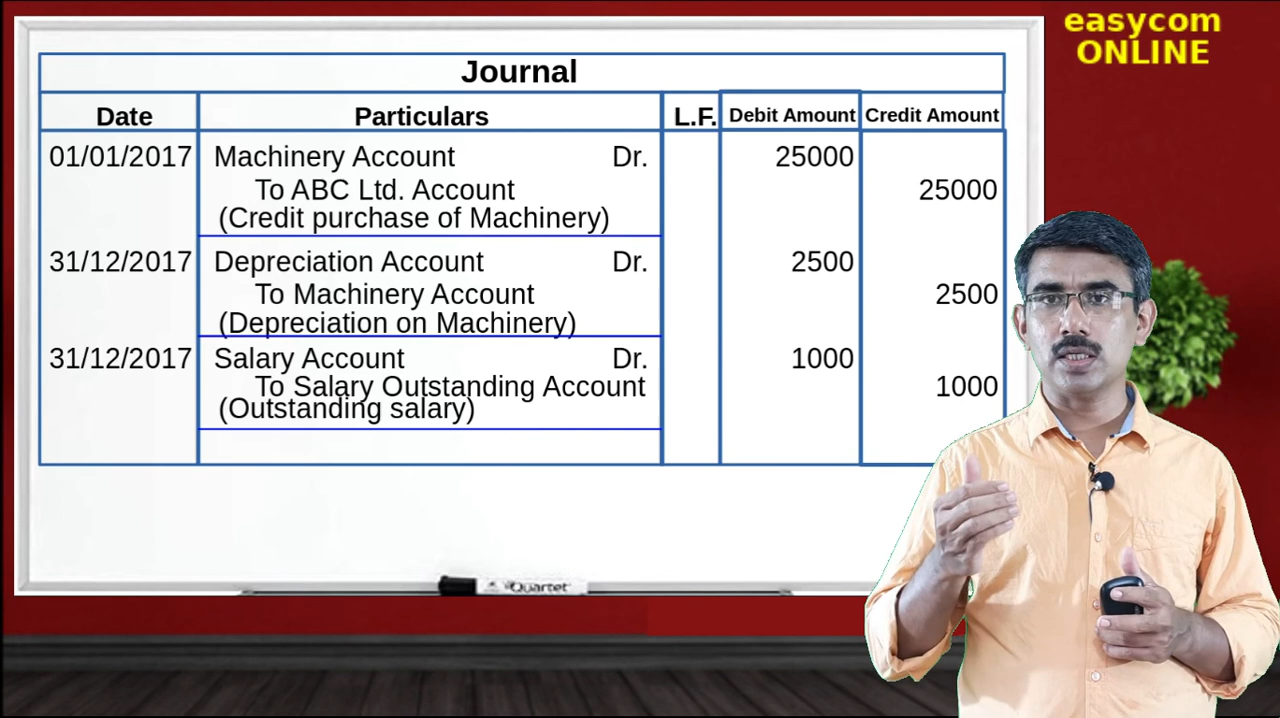 easycom
ONLINE
Journal
Date Particulars L.F. Debit Amount Credit Amount
01/01/2017 Machinery Account Dr. 25000
To ABC Ltd. Account 25000
(Credit purchase of Machinery)
31/12/2017 Depreciation Account Dr. 2500
To Machinery Account 2500
(Depreciation on Machinery)
31/12/2017 Salary Account Dr. 1000
To Salary Outstanding Account 1000
(Outstanding salary)
Quartet